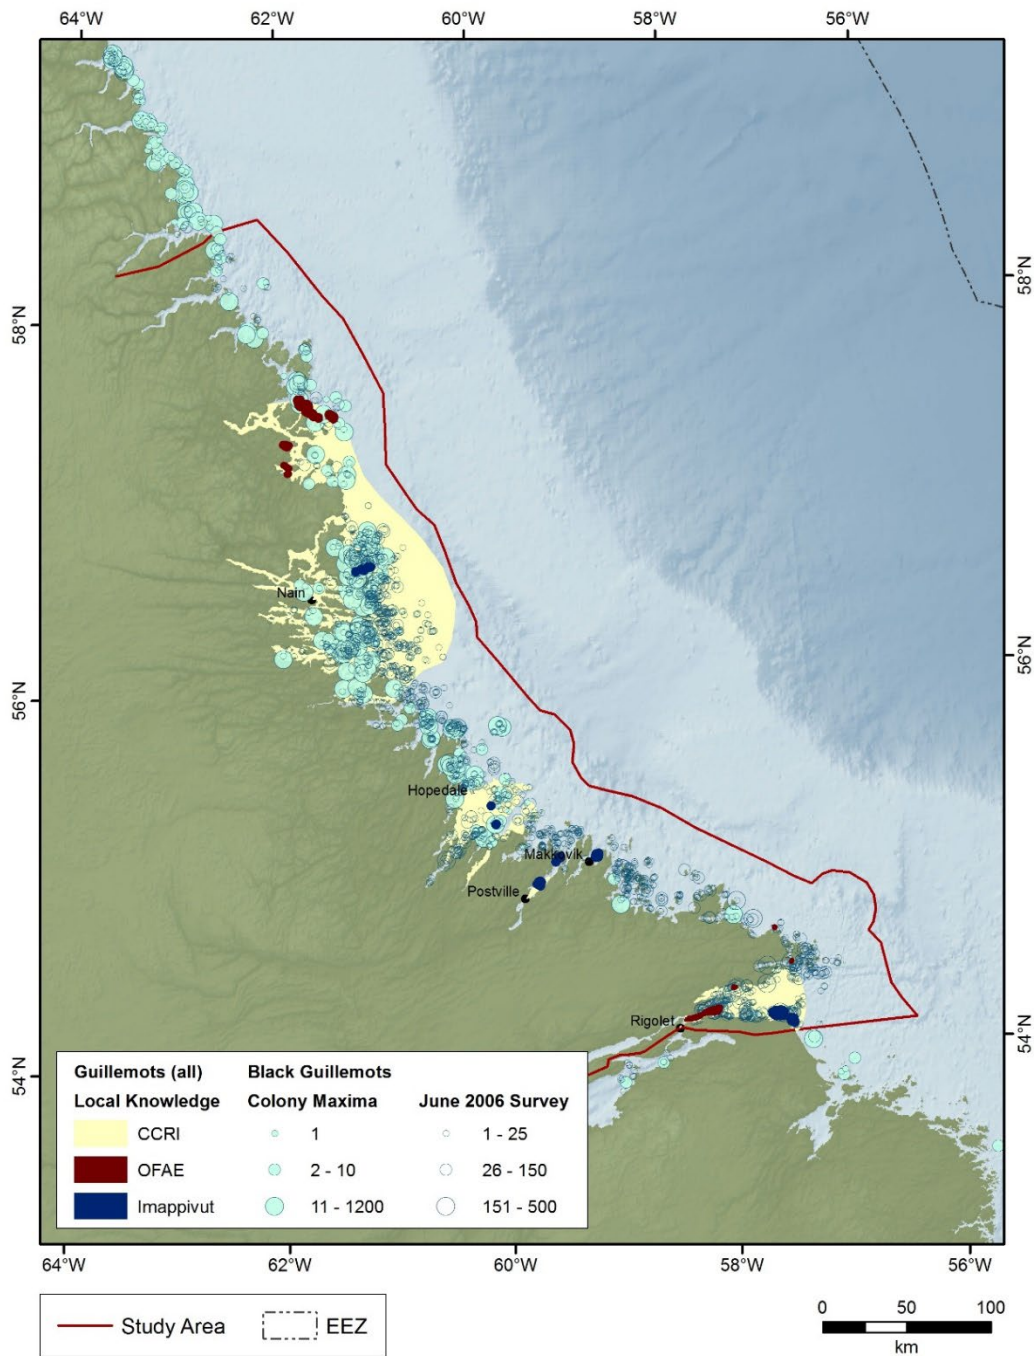 64°W 62°W 60°W 58°W 56°W
58°N
58°N
Nain
56°N
56°N
Hopedale
Makkovik
Postville
Rigolet
54°N
54°N
Guillemots (all) Black Guillemots
Local Knowledge Colony Maxima June 2006 Survey
CCRI 1 1 - 25
OFAE 2 - 10 26 - 150
Imappivut 11 - 1200 151 - 500
64°W 62°W 60°W 58°W 56°W
Study Area EEZ
0 50 100
km